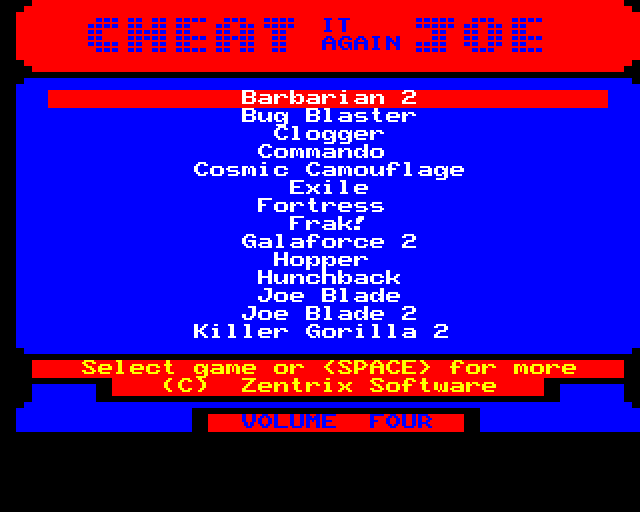 CHEAT IT AGAIN JOE
Barbarian 2
Bug Blaster
Clogger
Commando
Cosmic Camouflage
Exile
Fortress
Frak!
Galaforce 2
Hopper
Hunchback
Joe Blade
Joe Blade 2
Killer Gorilla 2
Select game or <SPACE> for more
(C) Zentrix Software
VOLUME FOUR